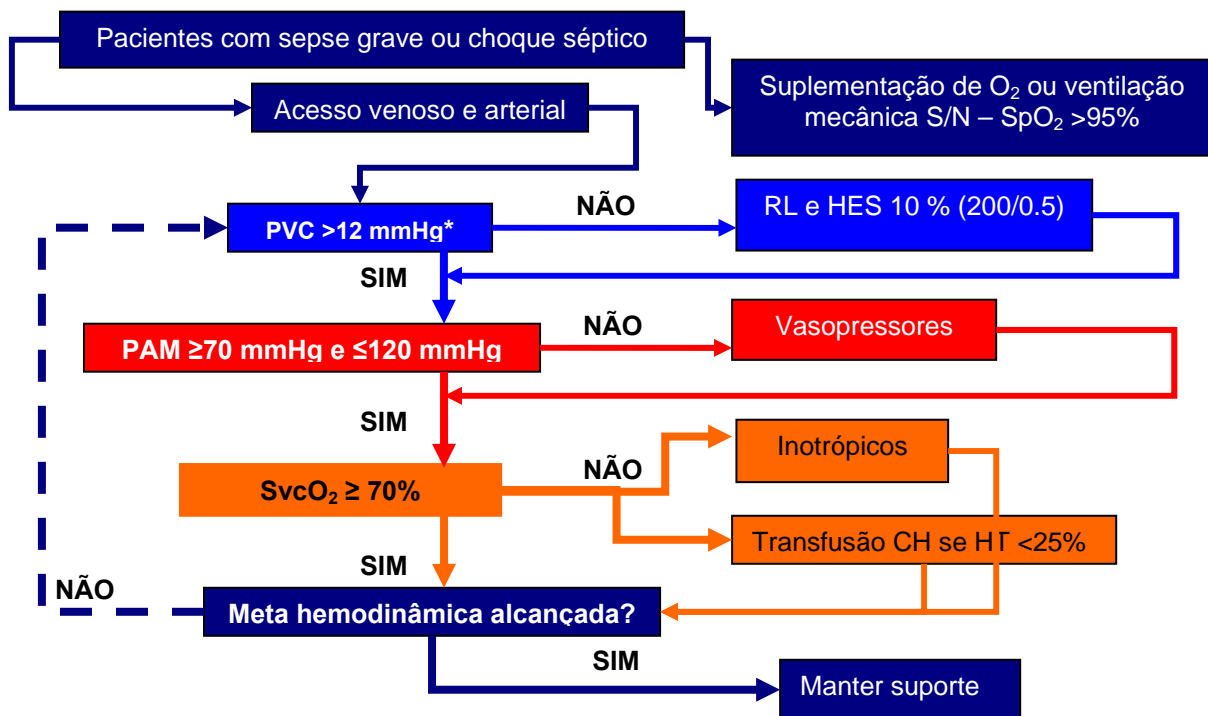 Pacientes com sepse grave ou choque séptico
Acesso venoso e arterial
Suplementação de O₂ ou ventilação
mecânica S/N – SpO₂ >95%
PVC >12 mmHg*
NÃO
RL e HES 10 % (200/0.5)
SIM
PAM ≥70 mmHg e ≤120 mmHg
NÃO
Vasopressores
SIM
SvcO₂ ≥ 70%
NÃO
Inotrópicos
Transfusão CH se HT <25%
SIM
NÃO
Meta hemodinâmica alcançada?
SIM
Manter suporte